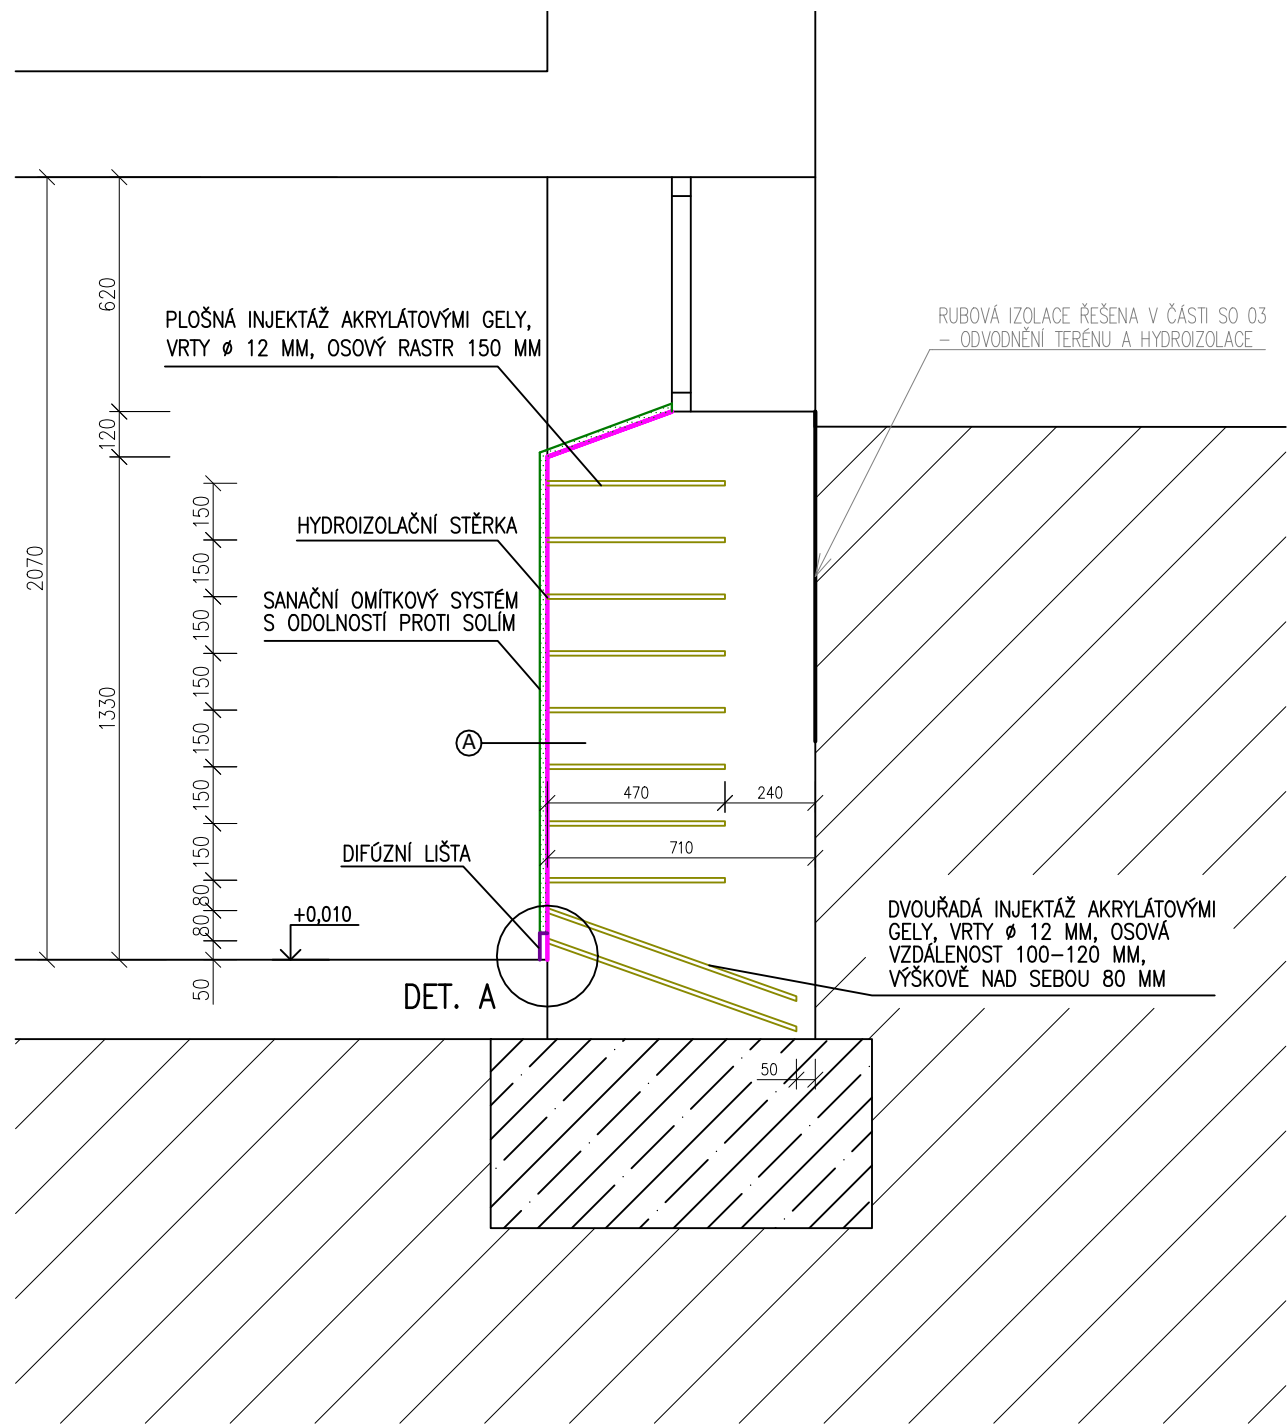 PLOŠNÁ INJEKTÁŽ AKRYLÁTOVÝMI GELY,
VRTY ø 12 MM, OSOVÝ RASTR 150 MM
RUBOVÁ IZOLACE ŘEŠENA V ČÁSTI SO 03
- ODVODNĚNÍ TERÉNU A HYDROIZOLACE
HYDROIZOLAČNÍ STĚRKA
SANAČNÍ OMÍTKOVÝ SYSTÉM
S ODOLNOSTÍ PROTI SOLÍM
A
DIFÚZNÍ LIŠTA
+0,010
DET. A
DVOUŘADÁ INJEKTÁŽ AKRYLÁTOVÝMI
GELY, VRTY ø 12 MM, OSOVÁ
VZDÁLENOST 100-120 MM,
VÝŠKOVĚ NAD SEBOU 80 MM
2070
620
120
1330
150
150
150
150
150
150
150
80
80
50
470
240
710
50